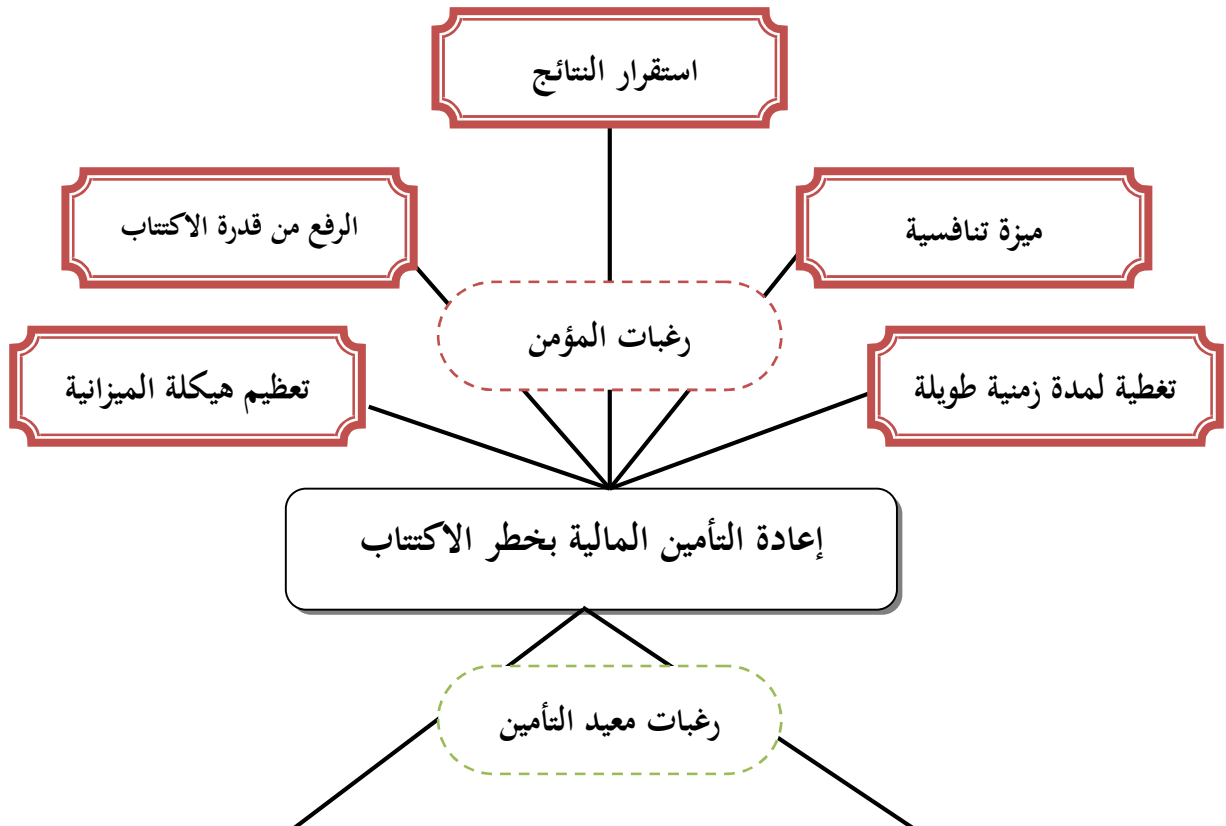 استقرار النتائج
ميزة تنافسية
الرفع من قدرة الاكتتاب
رغبات المؤمن
تغطية لمدة زمنية طويلة
تعظيم هيكلة الميزانية
إعادة التأمين المالية بخطر الاكتتاب
رغبات معيد التأمين